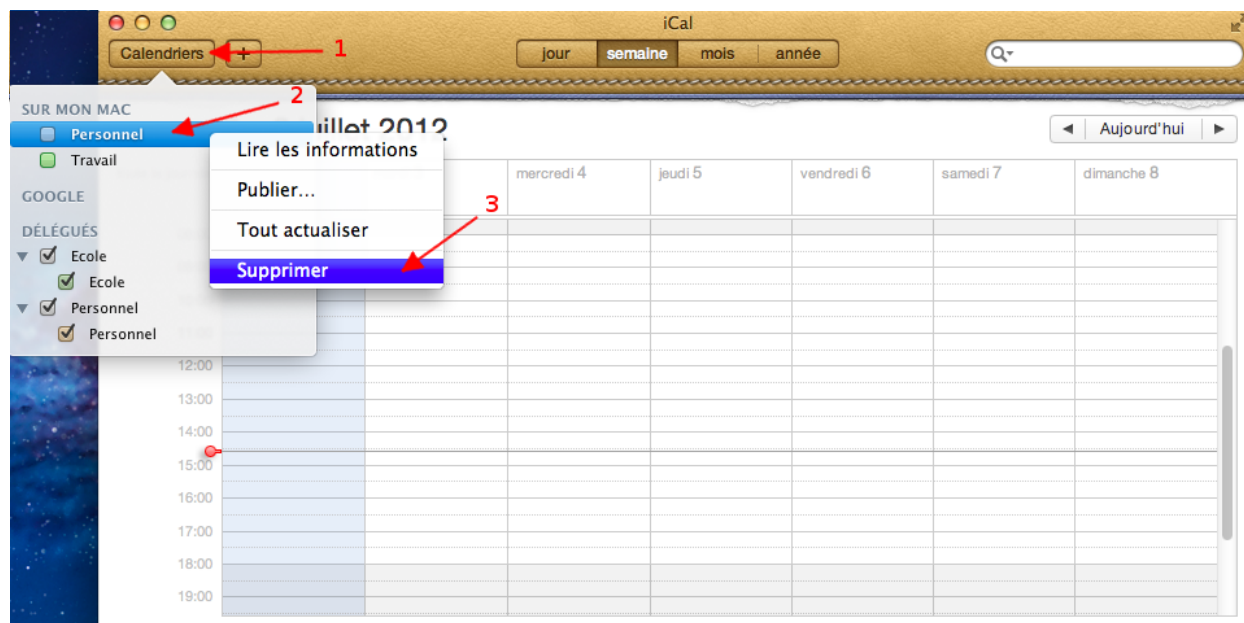 iCal
Calendriers + 1 jour semaine mois année
SUR MON MAC 2
Personnel
Travail
GOOGLE
DÉLÉGUÉS
Ecole
Ecole
Personnel
Personnel
Lire les informations
Publier...
Tout actualiser
Supprimer
3
2012
Aujourd'hui
mercredi 4 jeudi 5 vendredi 6 samedi 7 dimanche 8
12:00
13:00
14:00
15:00
16:00
17:00
18:00
19:00